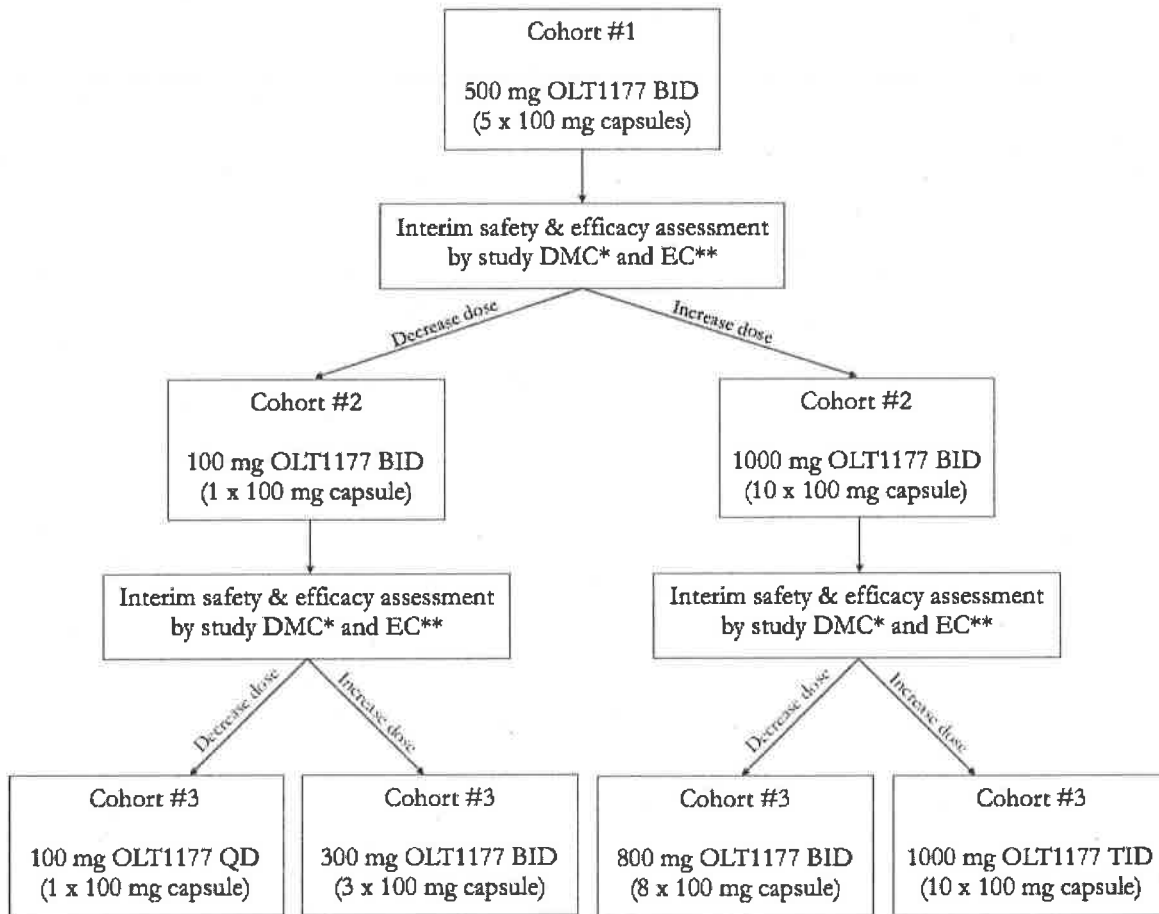 Cohort #1
500 mg OLT1177 BID
(5 x 100 mg capsules)
Interim safety & efficacy assessment
by study DMC* and EC**
Decrease dose
Increase dose
Cohort #2
100 mg OLT1177 BID
(1 x 100 mg capsule)
Cohort #2
1000 mg OLT1177 BID
(10 x 100 mg capsule)
Interim safety & efficacy assessment
by study DMC* and EC**
Interim safety & efficacy assessment
by study DMC* and EC**
Decrease dose
Increase dose
Decrease dose
Increase dose
Cohort #3
100 mg OLT1177 QD
(1 x 100 mg capsule)
Cohort #3
300 mg OLT1177 BID
(3 x 100 mg capsule)
Cohort #3
800 mg OLT1177 BID
(8 x 100 mg capsule)
Cohort #3
1000 mg OLT1177 TID
(10 x 100 mg capsule)